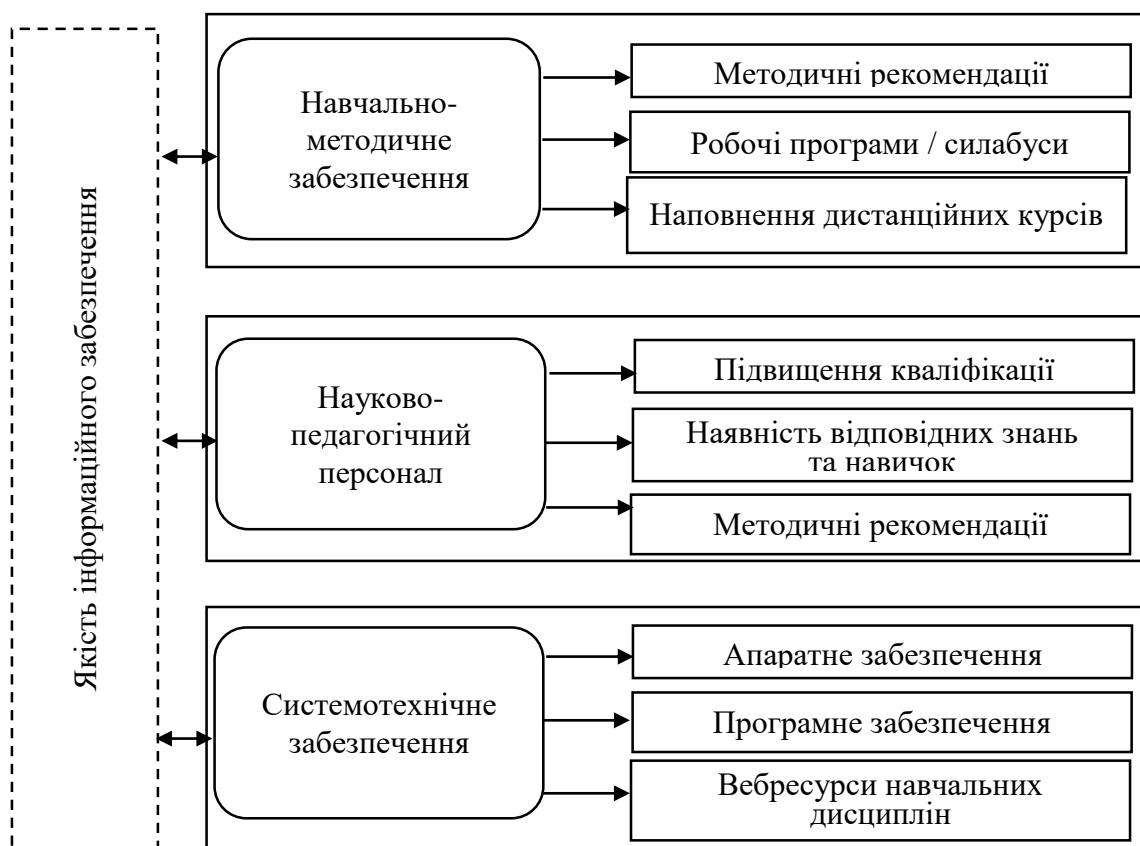 Якість інформаційного забезпечення
Навчально-
методичне
забезпечення
Методичні рекомендації
Робочі програми / силабуси
Наповнення дистанційних курсів
Науково-
педагогічний
персонал
Підвищення кваліфікації
Наявність відповідних знань
та навичок
Методичні рекомендації
Системотехнічне
забезпечення
Апаратне забезпечення
Програмне забезпечення
Вебресурси навчальних
дисциплін